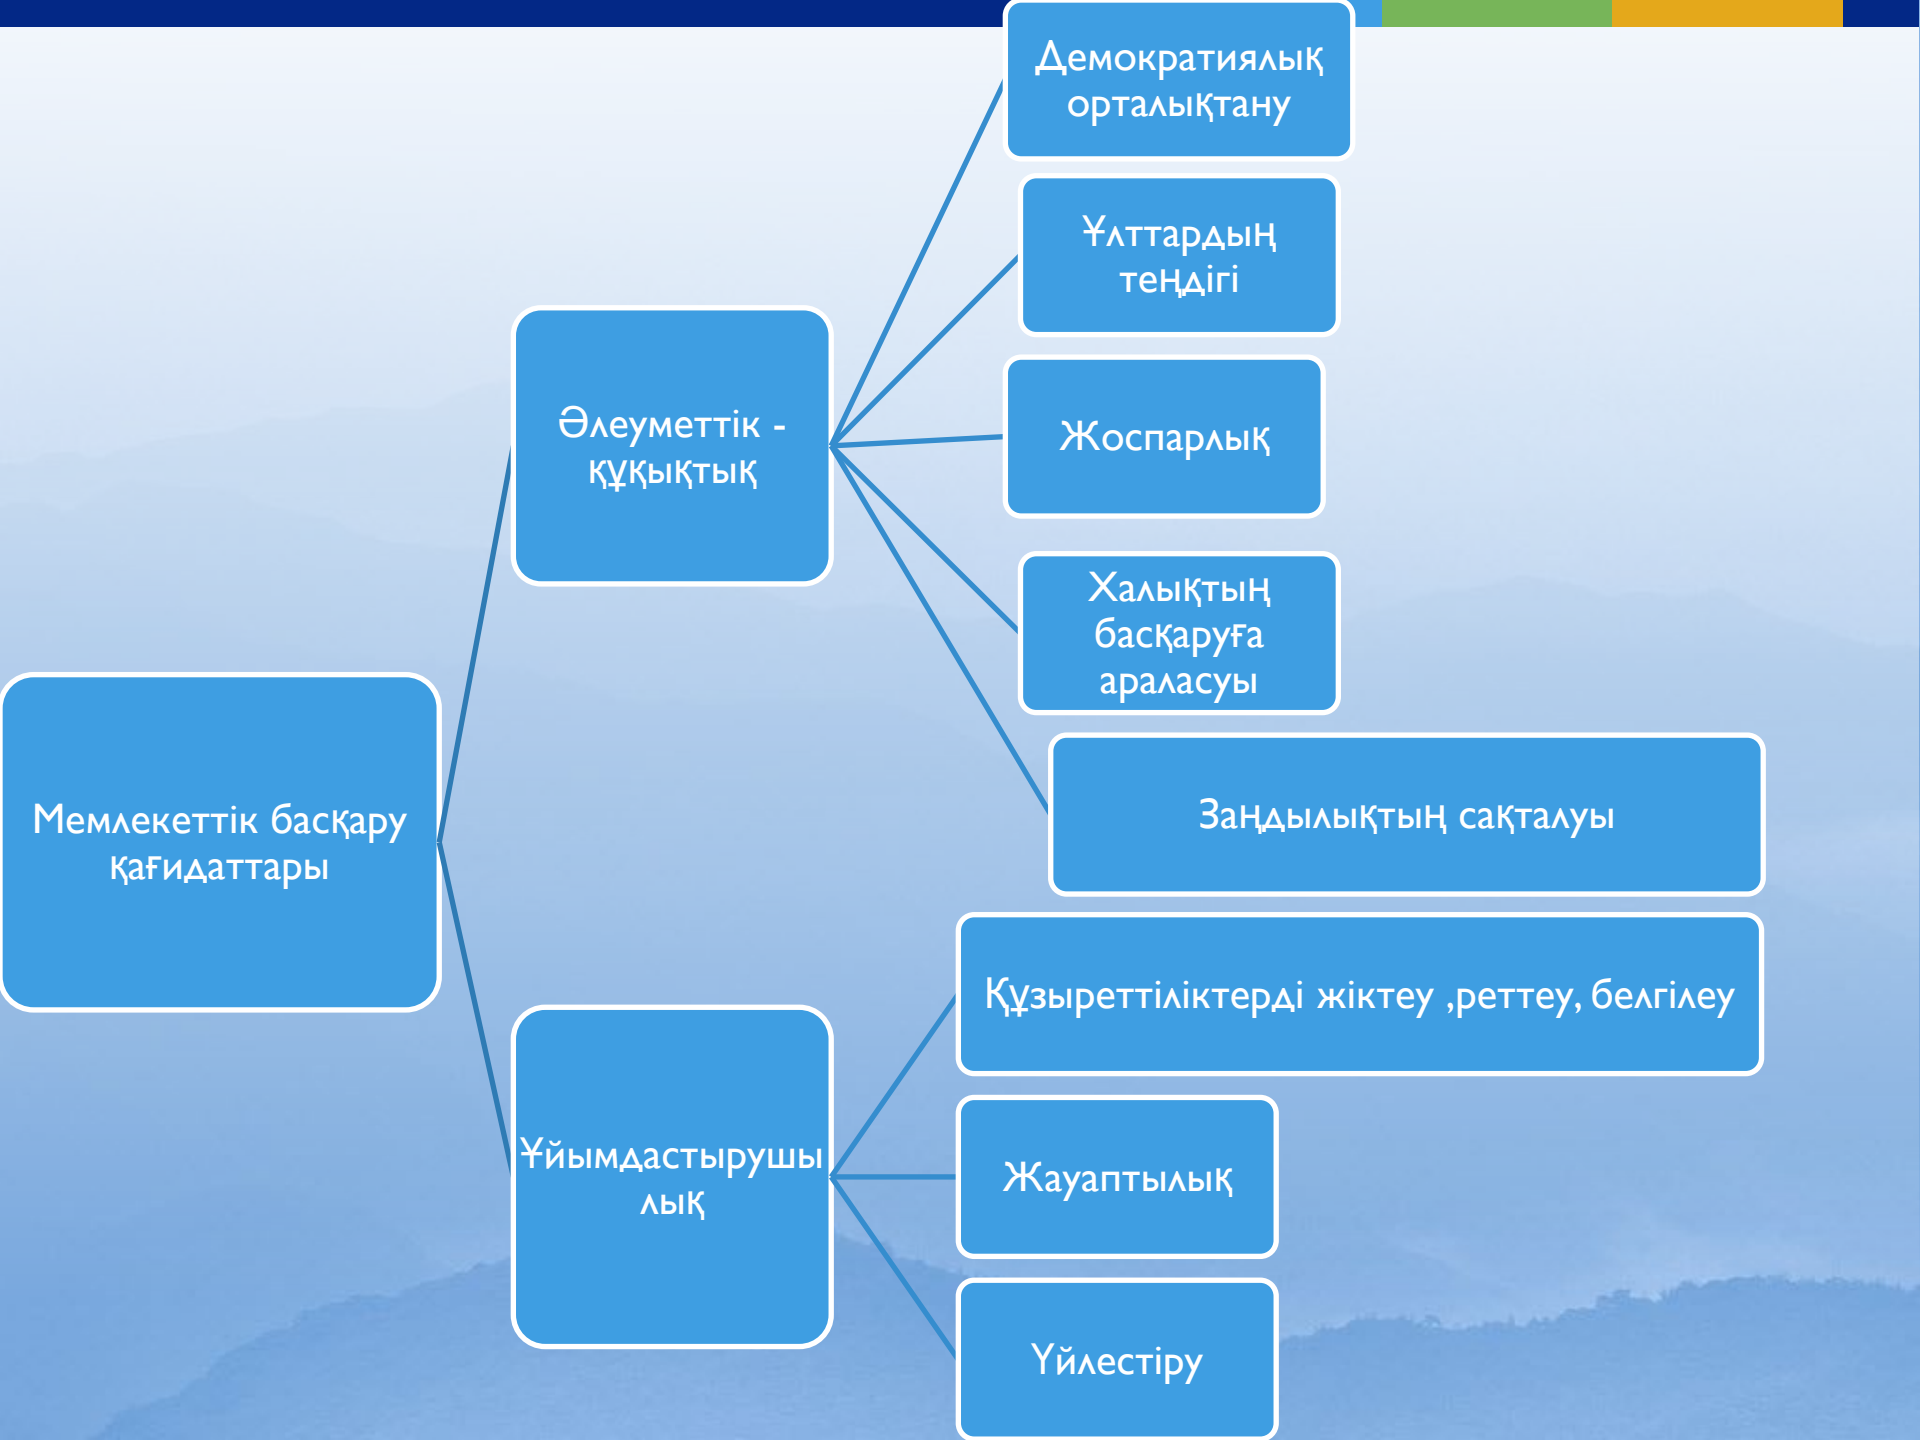 Демократиялық
орталықтану
Ұлттардың
теңдігі
Әлеуметтік -
құқықтық
Жоспарлық
Халықтың
басқаруға
араласуы
Мемлекеттік басқару
қағидаттары
Заңдылықтың сақталуы
Құзыреттіліктерді жіктеу ,реттеу, белгілеу
Ұйымдастырушы
лық
Жауаптылық
Үйлестіру